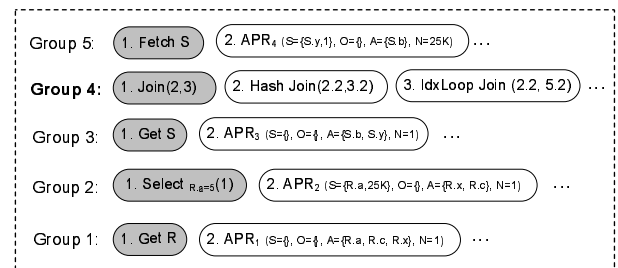 Group 5: 1. Fetch S 2. APR4 (S={S.y,1}, O={}, A={S.b}, N=25K) ...
Group 4: 1. Join(2,3) 2. Hash Join(2.2,3.2) 3. IdxLoop Join (2.2, 5.2) ...
Group 3: 1. Get S 2. APR3 (S={}, O={}, A={S.b, S.y}, N=1) ...
Group 2: 1. Select R.a=5(1) 2. APR2 (S={R.a,25K}, O={}, A={R.x, R.c}, N=1) ...
Group 1: 1. Get R 2. APR1 (S={}, O={}, A={R.a, R.c, R.x}, N=1) ...